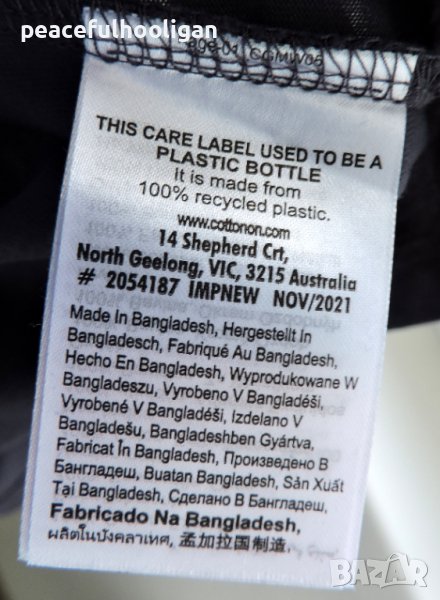 peacefulhooligan
THIS CARE LABEL USED TO BE A
PLASTIC BOTTLE
It is made from
100% recycled plastic.
www.cottonon.com
14 Shepherd Crt,
North Geelong, VIC, 3215 Australia
# 2054187 IMPNEW NOV/2021
Made In Bangladesh, Hergestellt In
Bangladesch, Fabriqué Au Bangladesh,
Hecho En Bangladesh, Wyprodukowane W
Bangladeszu, Vyrobeno V Bangladéši,
Vyrobené V Bangladéši, Izdelano V
Bangladešu, Bangladeshben Gyártva,
Fabricat În Bangladesh, Произведено В
Бангладеш, Buatan Bangladesh, Sản Xuất
Tại Bangladesh, Сделано В Бангладеш,
Fabricado Na Bangladesh,
ผลิตในบังคลาเทศ, 孟加拉国制造,
BAZAR